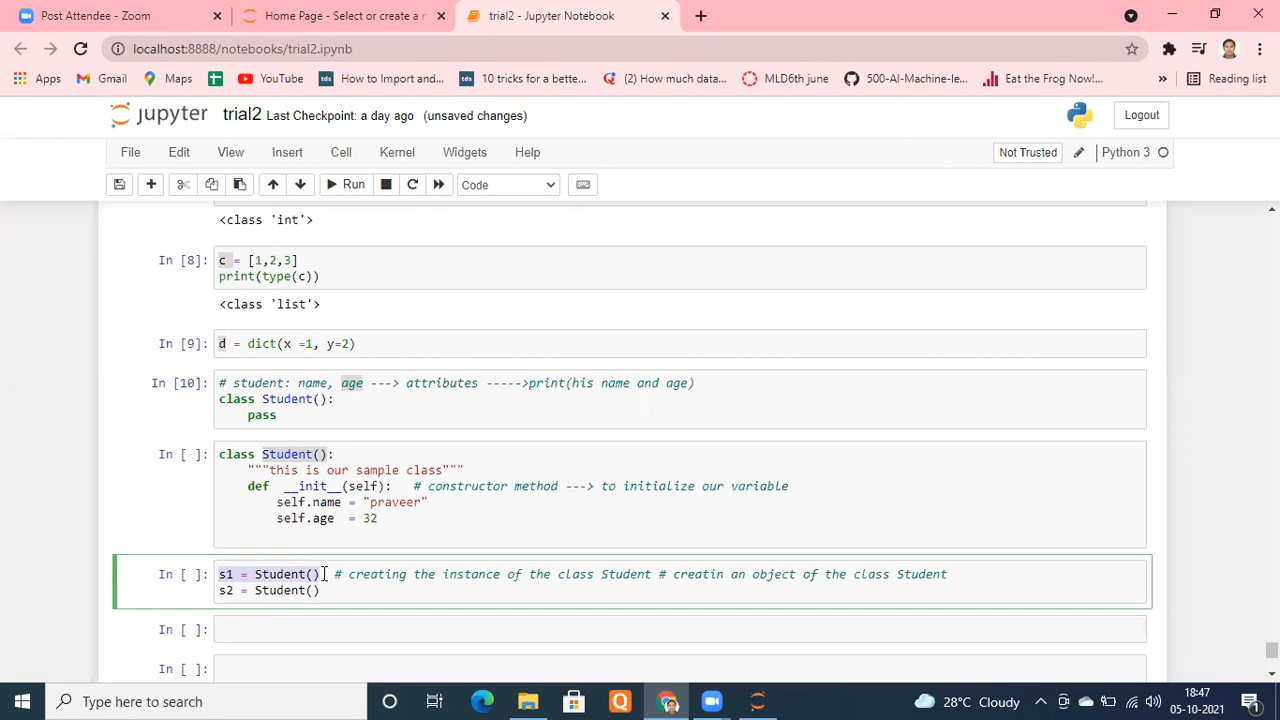 Post Attendee - Zoom
Home Page - Select or create a n
trial2 - Jupyter Notebook
localhost:8888/notebooks/trial2.ipynb
Apps
Gmail
Maps
YouTube
How to Import and...
10 tricks for a bette...
(2) How much data...
MLD6th june
500-AI-Machine-le...
Eat the Frog Now!...
»
Reading list
jupyter trial2 Last Checkpoint: a day ago (unsaved changes)
Logout
File Edit View Insert Cell Kernel Widgets Help
Not Trusted
Python 3
Run
Code
<class 'int'>
In [8]: c = [1,2,3]
print(type(c))
<class 'list'>
In [9]: d = dict(x =1, y=2)
In [10]: # student: name, age ---> attributes ----->print(his name and age)
class Student():
pass
In [ ]: class Student():
"""this is our sample class"""
def __init__(self): # constructor method ---> to initialize our variable
self.name = "praveer"
self.age = 32
In [ ]: s1 = Student() # creating the instance of the class Student # creatin an object of the class Student
s2 = Student()
In [ ]:
In [ ]:
Type here to search
28°C Cloudy
18:47
05-10-2021
1